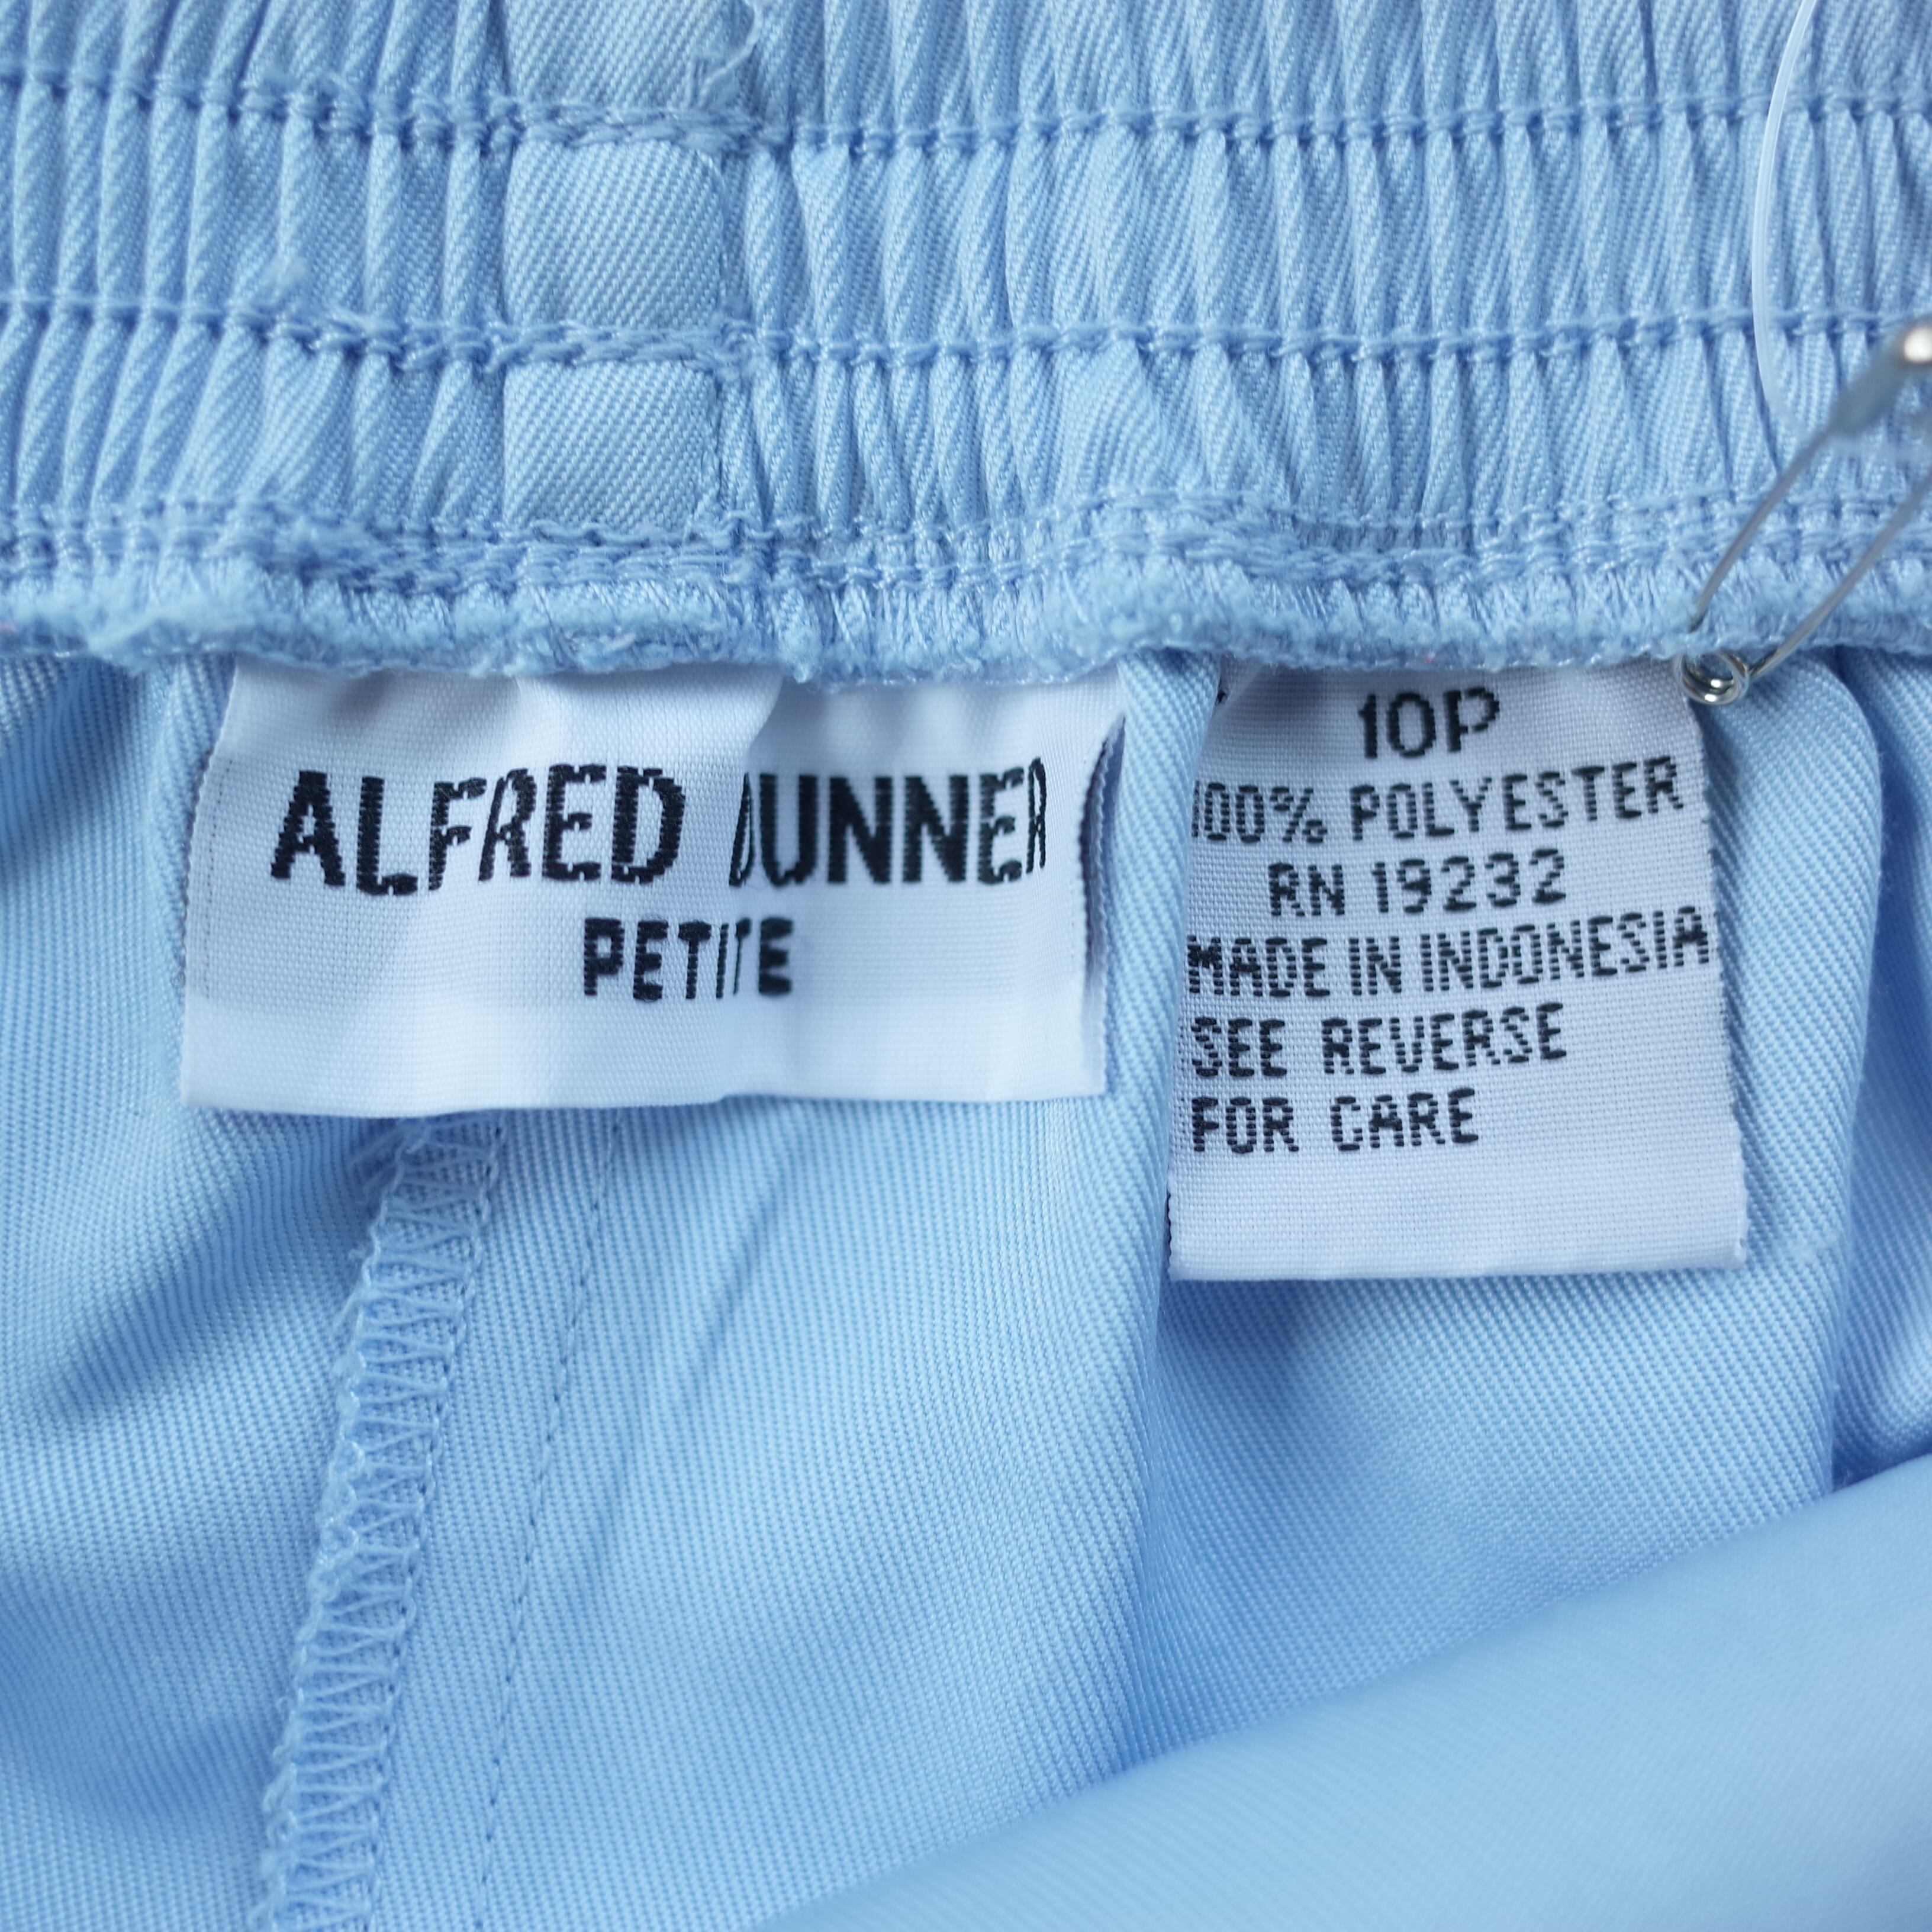 ALFRED DUNNER
PETITE
10P
100% POLYESTER
RN 19232
MADE IN INDONESIA
SEE REVERSE
FOR CARE